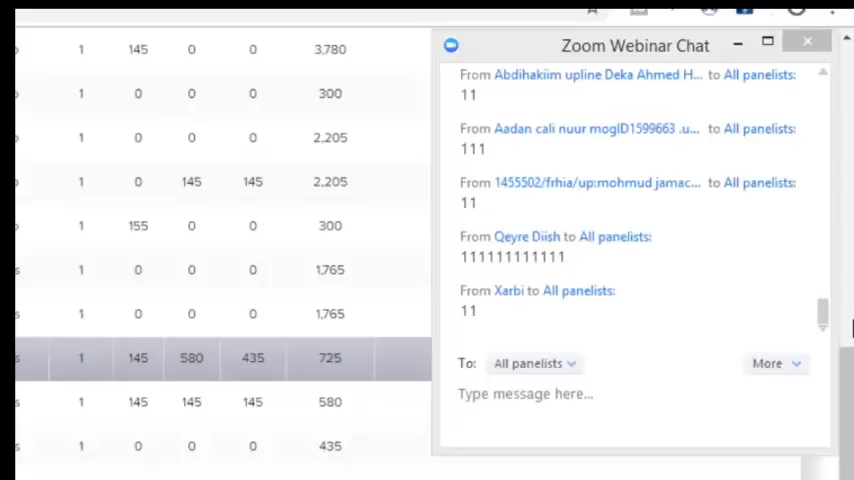 1 145 0 0 3,780
1 0 0 0 300
1 0 0 0 2,205
1 0 145 145 2,205
1 155 0 0 300
s 1 0 0 0 1,765
s 1 0 0 0 1,765
s 1 145 580 435 725
s 1 145 145 145 580
s 1 0 0 0 435
Zoom Webinar Chat
From Abdihakiim upline Deka Ahmed H... to All panelists:
11
From Aadan cali nuur mogID1599663 .u... to All panelists:
111
From 1455502/frhia/up:mohmud jamac... to All panelists:
11
From Qeyre Diish to All panelists:
111111111111
From Xarbi to All panelists:
11
To: All panelists More
Type message here...